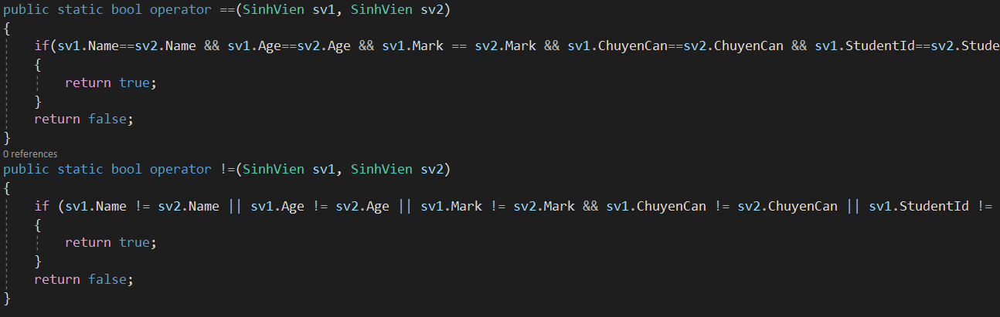 public static bool operator ==(SinhVien sv1, SinhVien sv2)
{
if(sv1.Name==sv2.Name && sv1.Age==sv2.Age && sv1.Mark == sv2.Mark && sv1.ChuyenCan==sv2.ChuyenCan && sv1.StudentId==sv2.Stude
{
return true;
}
return false;
}
0 references
public static bool operator !=(SinhVien sv1, SinhVien sv2)
{
if (sv1.Name != sv2.Name || sv1.Age != sv2.Age || sv1.Mark != sv2.Mark && sv1.ChuyenCan != sv2.ChuyenCan || sv1.StudentId !=
{
return true;
}
return false;
}